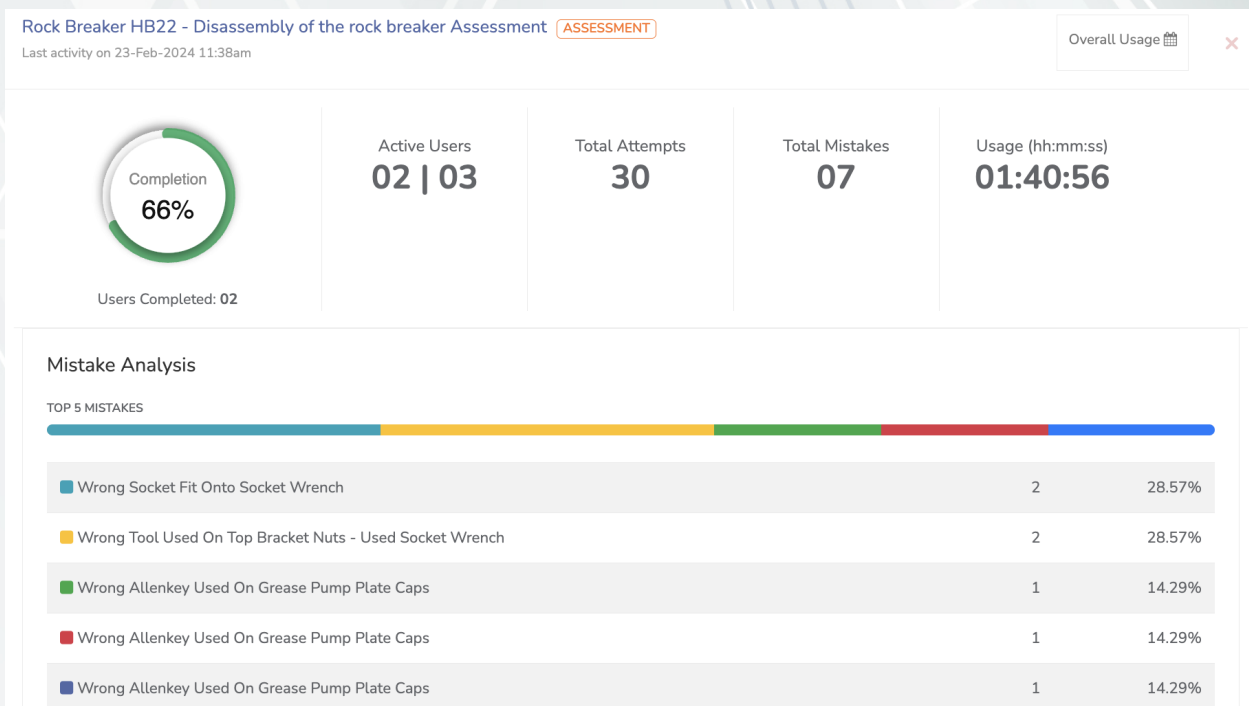 Rock Breaker HB22 - Disassembly of the rock breaker Assessment ASSESSMENT
Last activity on 23-Feb-2024 11:38am
Overall Usage
Completion
66%
Users Completed: 02
Active Users
02 | 03
Total Attempts
30
Total Mistakes
07
Usage (hh:mm:ss)
01:40:56
Mistake Analysis
TOP 5 MISTAKES
Wrong Socket Fit Onto Socket Wrench 2 28.57%
Wrong Tool Used On Top Bracket Nuts - Used Socket Wrench 2 28.57%
Wrong Allenkey Used On Grease Pump Plate Caps 1 14.29%
Wrong Allenkey Used On Grease Pump Plate Caps 1 14.29%
Wrong Allenkey Used On Grease Pump Plate Caps 1 14.29%